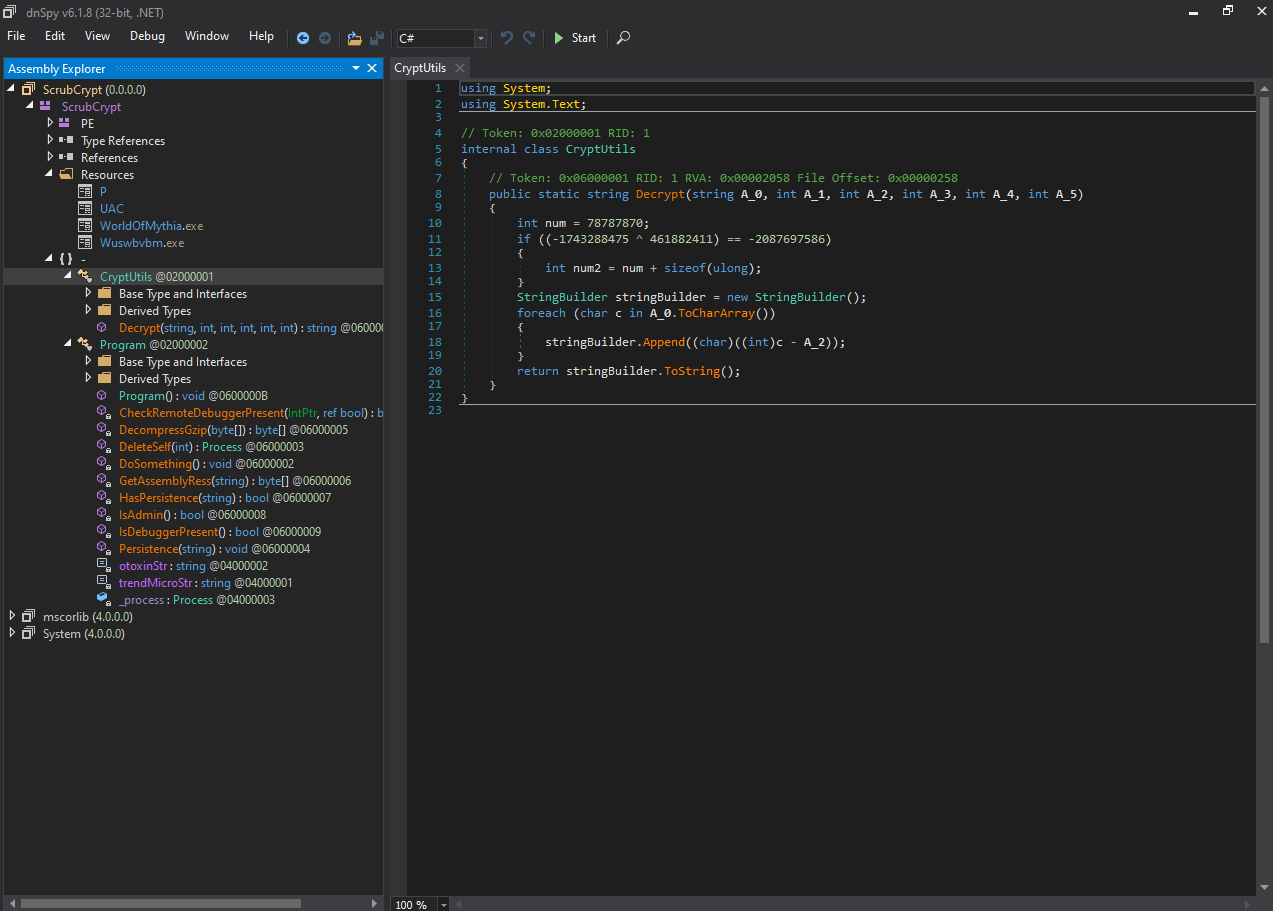 dnSpy v6.1.8 (32-bit, .NET)
File Edit View Debug Window Help C# Start
Assembly Explorer
ScrubCrypt (0.0.0.0)
ScrubCrypt
PE
Type References
References
Resources
P
UAC
WorldOfMythia.exe
Wuswbvbm.exe
{ } -
CryptUtils @02000001
Base Type and Interfaces
Derived Types
Decrypt(string, int, int, int, int, int) : string @06000
Program @02000002
Base Type and Interfaces
Derived Types
Program() : void @0600000B
CheckRemoteDebuggerPresent(IntPtr, ref bool) : b
DecompressGzip(byte[]) : byte[] @06000005
DeleteSelf(int) : Process @06000003
DoSomething() : void @06000002
GetAssemblyRess(string) : byte[] @06000006
HasPersistence(string) : bool @06000007
IsAdmin() : bool @06000008
IsDebuggerPresent() : bool @06000009
Persistence(string) : void @06000004
otoxinStr : string @04000002
trendMicroStr : string @04000001
_process : Process @04000003
mscorlib (4.0.0.0)
System (4.0.0.0)
CryptUtils
1 using System;
2 using System.Text;
3
4 // Token: 0x02000001 RID: 1
5 internal class CryptUtils
6 {
7 // Token: 0x06000001 RID: 1 RVA: 0x00002058 File Offset: 0x00000258
8 public static string Decrypt(string A_0, int A_1, int A_2, int A_3, int A_4, int A_5)
9 {
10 int num = 78787870;
11 if ((-1743288475 ^ 461882411) == -2087697586)
12 {
13 int num2 = num + sizeof(ulong);
14 }
15 StringBuilder stringBuilder = new StringBuilder();
16 foreach (char c in A_0.ToCharArray())
17 {
18 stringBuilder.Append((char)((int)c - A_2));
19 }
20 return stringBuilder.ToString();
21 }
22 }
23
100 %